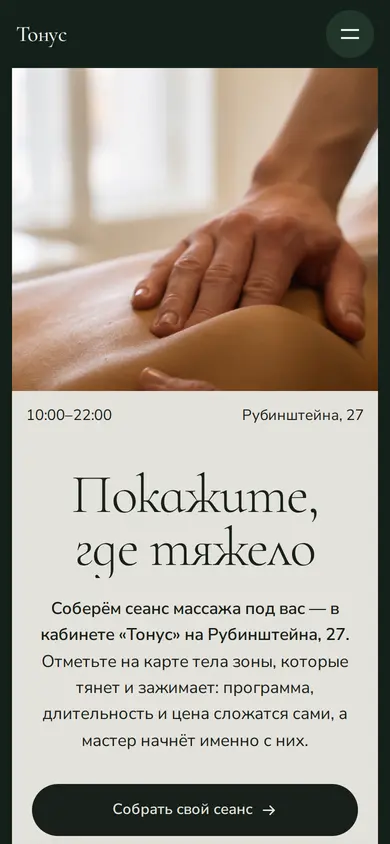 Тонус
10:00–22:00
Рубинштейна, 27
Покажите,
где тяжело
Соберём сеанс массажа под вас — в
кабинете «Тонус» на Рубинштейна, 27.
Отметьте на карте тела зоны, которые
тянет и зажимает: программа,
длительность и цена сложатся сами, а
мастер начнёт именно с них.
Собрать свой сеанс →